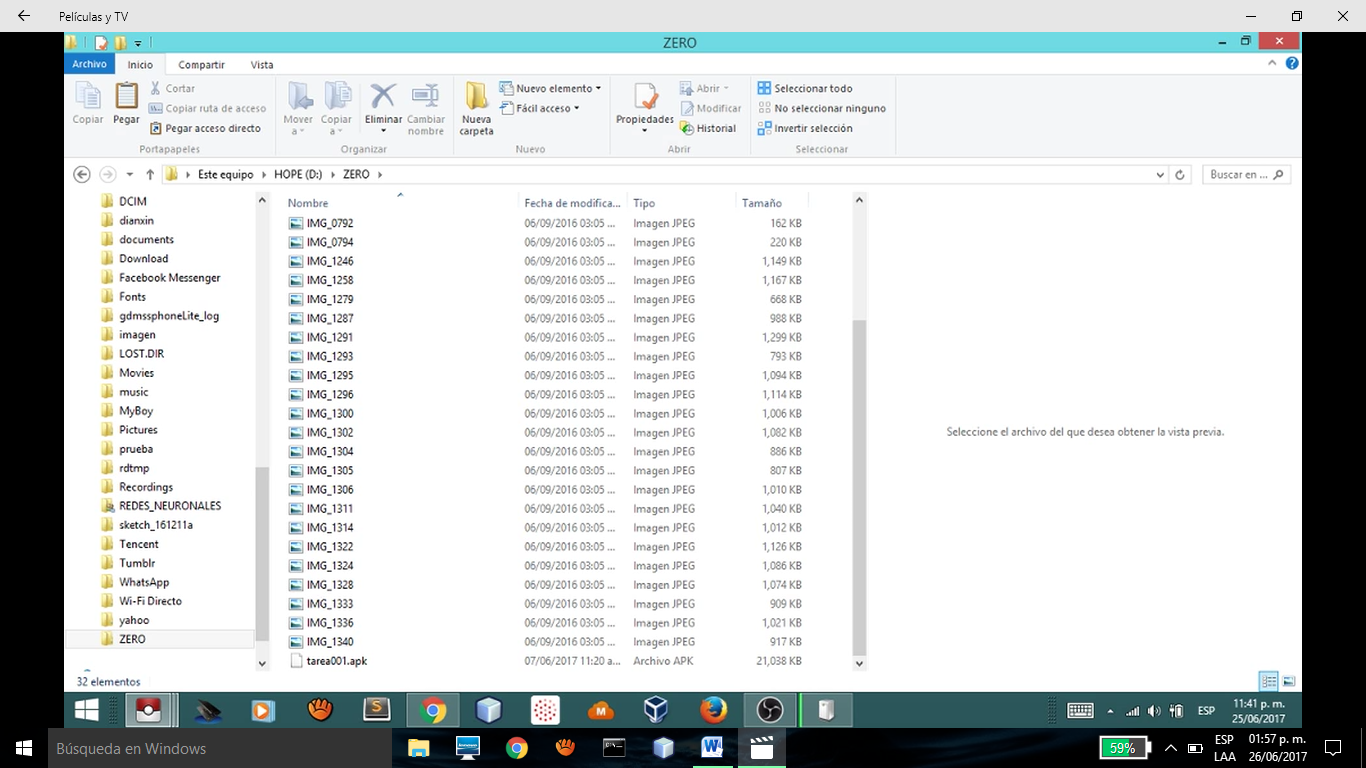 Películas y TV
ZERO
Archivo Inicio Compartir Vista
Copiar
Pegar
Cortar
Copiar ruta de acceso
Pegar acceso directo
Portapapeles
Mover a
Copiar a
Eliminar
Cambiar nombre
Organizar
Nueva carpeta
Nuevo elemento
Fácil acceso
Nuevo
Propiedades
Abrir
Modificar
Historial
Abrir
Seleccionar todo
No seleccionar ninguno
Invertir selección
Seleccionar
Este equipo HOPE (D:) ZERO
Buscar en ...
DCIM
dianxin
documents
Download
Facebook Messenger
Fonts
gdmssphoneLite_log
imagen
LOST.DIR
Movies
music
MyBoy
Pictures
prueba
rdtmp
Recordings
REDES_NEURONALES
sketch_161211a
Tencent
Tumblr
WhatsApp
Wi-Fi Directo
yahoo
ZERO
Nombre Fecha de modifica... Tipo Tamaño
IMG_0792 06/09/2016 03:05 ... Imagen JPEG 162 KB
IMG_0794 06/09/2016 03:05 ... Imagen JPEG 220 KB
IMG_1246 06/09/2016 03:05 ... Imagen JPEG 1,149 KB
IMG_1258 06/09/2016 03:05 ... Imagen JPEG 1,167 KB
IMG_1279 06/09/2016 03:05 ... Imagen JPEG 668 KB
IMG_1287 06/09/2016 03:05 ... Imagen JPEG 988 KB
IMG_1291 06/09/2016 03:05 ... Imagen JPEG 1,299 KB
IMG_1293 06/09/2016 03:05 ... Imagen JPEG 793 KB
IMG_1295 06/09/2016 03:05 ... Imagen JPEG 1,094 KB
IMG_1296 06/09/2016 03:05 ... Imagen JPEG 1,114 KB
IMG_1300 06/09/2016 03:05 ... Imagen JPEG 1,006 KB
IMG_1302 06/09/2016 03:05 ... Imagen JPEG 1,082 KB
IMG_1304 06/09/2016 03:05 ... Imagen JPEG 886 KB
IMG_1305 06/09/2016 03:05 ... Imagen JPEG 807 KB
IMG_1306 06/09/2016 03:05 ... Imagen JPEG 1,010 KB
IMG_1311 06/09/2016 03:05 ... Imagen JPEG 1,040 KB
IMG_1314 06/09/2016 03:05 ... Imagen JPEG 1,012 KB
IMG_1322 06/09/2016 03:05 ... Imagen JPEG 1,126 KB
IMG_1324 06/09/2016 03:05 ... Imagen JPEG 1,086 KB
IMG_1328 06/09/2016 03:05 ... Imagen JPEG 1,074 KB
IMG_1333 06/09/2016 03:05 ... Imagen JPEG 909 KB
IMG_1336 06/09/2016 03:05 ... Imagen JPEG 1,021 KB
IMG_1340 06/09/2016 03:05 ... Imagen JPEG 917 KB
tarea001.apk 07/06/2017 11:20 a... Archivo APK 21,038 KB
Seleccione el archivo del que desea obtener la vista previa.
32 elementos
ESP
11:41 p. m.
25/06/2017
Búsqueda en Windows
59%
ESP
LAA
01:57 p. m.
26/06/2017